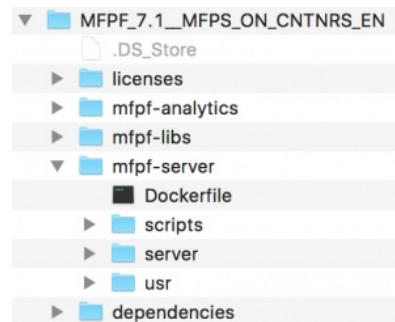 MFPF_7.1__MFPS_ON_CNTNRS_EN
.DS_Store
licenses
mfpf-analytics
mfpf-libs
mfpf-server
Dockerfile
scripts
server
usr
dependencies